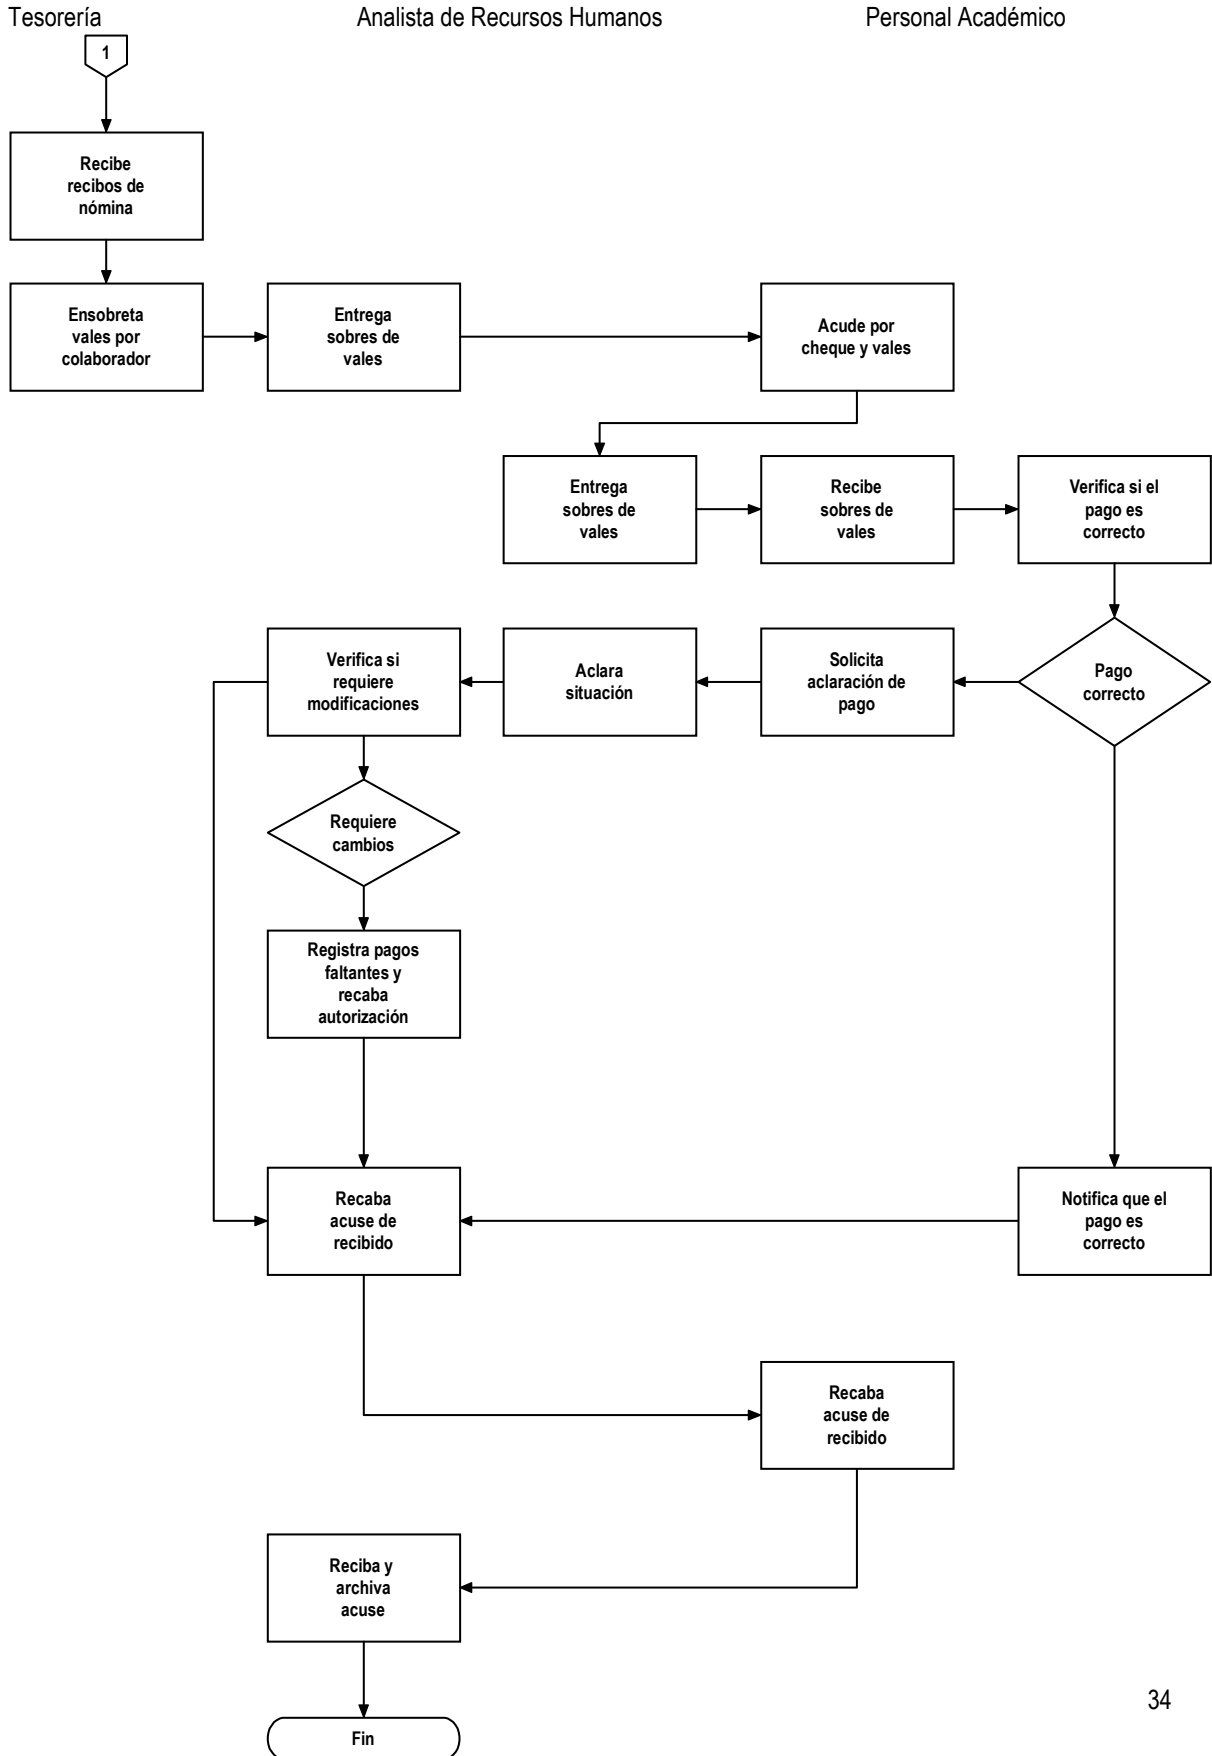 Tesorería
Analista de Recursos Humanos
Personal Académico
1
Recibe
recibos de
nómina
Ensobreta
vales por
colaborador
Entrega
sobres de
vales
Acude por
cheque y vales
Entrega
sobres de
vales
Recibe
sobres de
vales
Verifica si el
pago es
correcto
Verifica si
requiere
modificaciones
Aclara
situación
Solicita
aclaración de
pago
Pago
correcto
Requiere
cambios
Registra pagos
faltantes y
recaba
autorización
Recaba
acuse de
recibido
Notifica que el
pago es
correcto
Recaba
acuse de
recibido
Reciba y
archiva
acuse
34
Fin